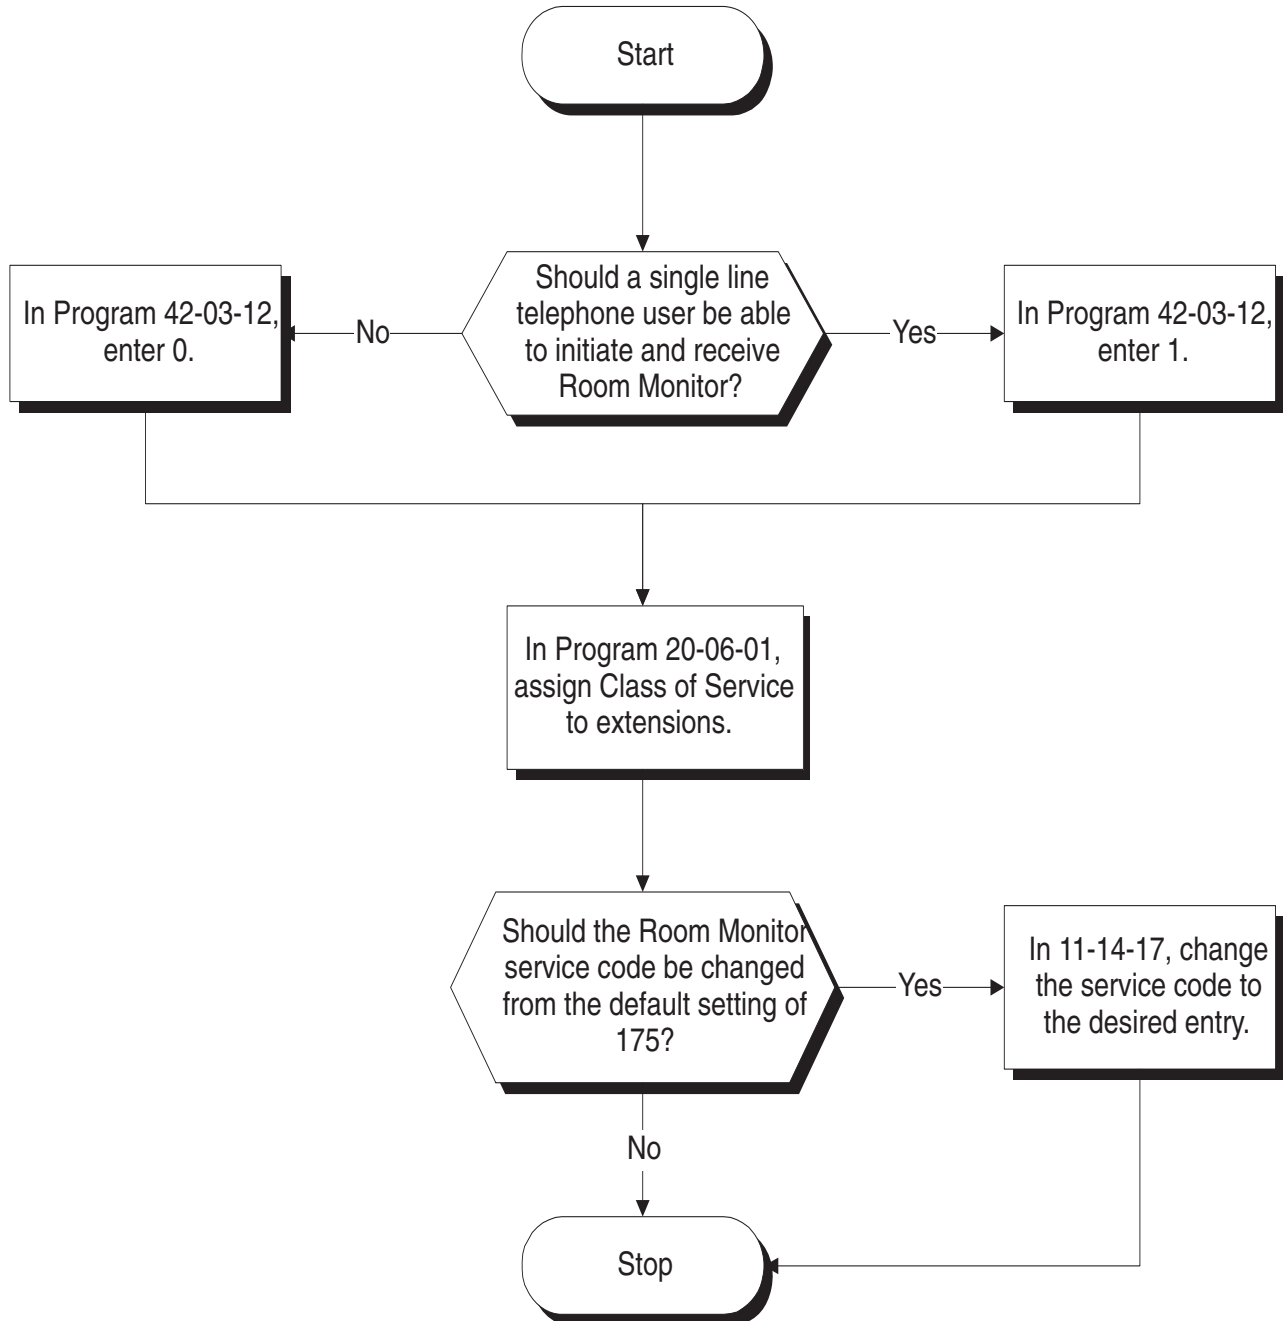 Start
Should a single line
telephone user be able
to initiate and receive
Room Monitor?
No
In Program 42-03-12,
enter 0.
Yes
In Program 42-03-12,
enter 1.
In Program 20-06-01,
assign Class of Service
to extensions.
Should the Room Monitor
service code be changed
from the default setting of
175?
Yes
In 11-14-17, change
the service code to
the desired entry.
No
Stop